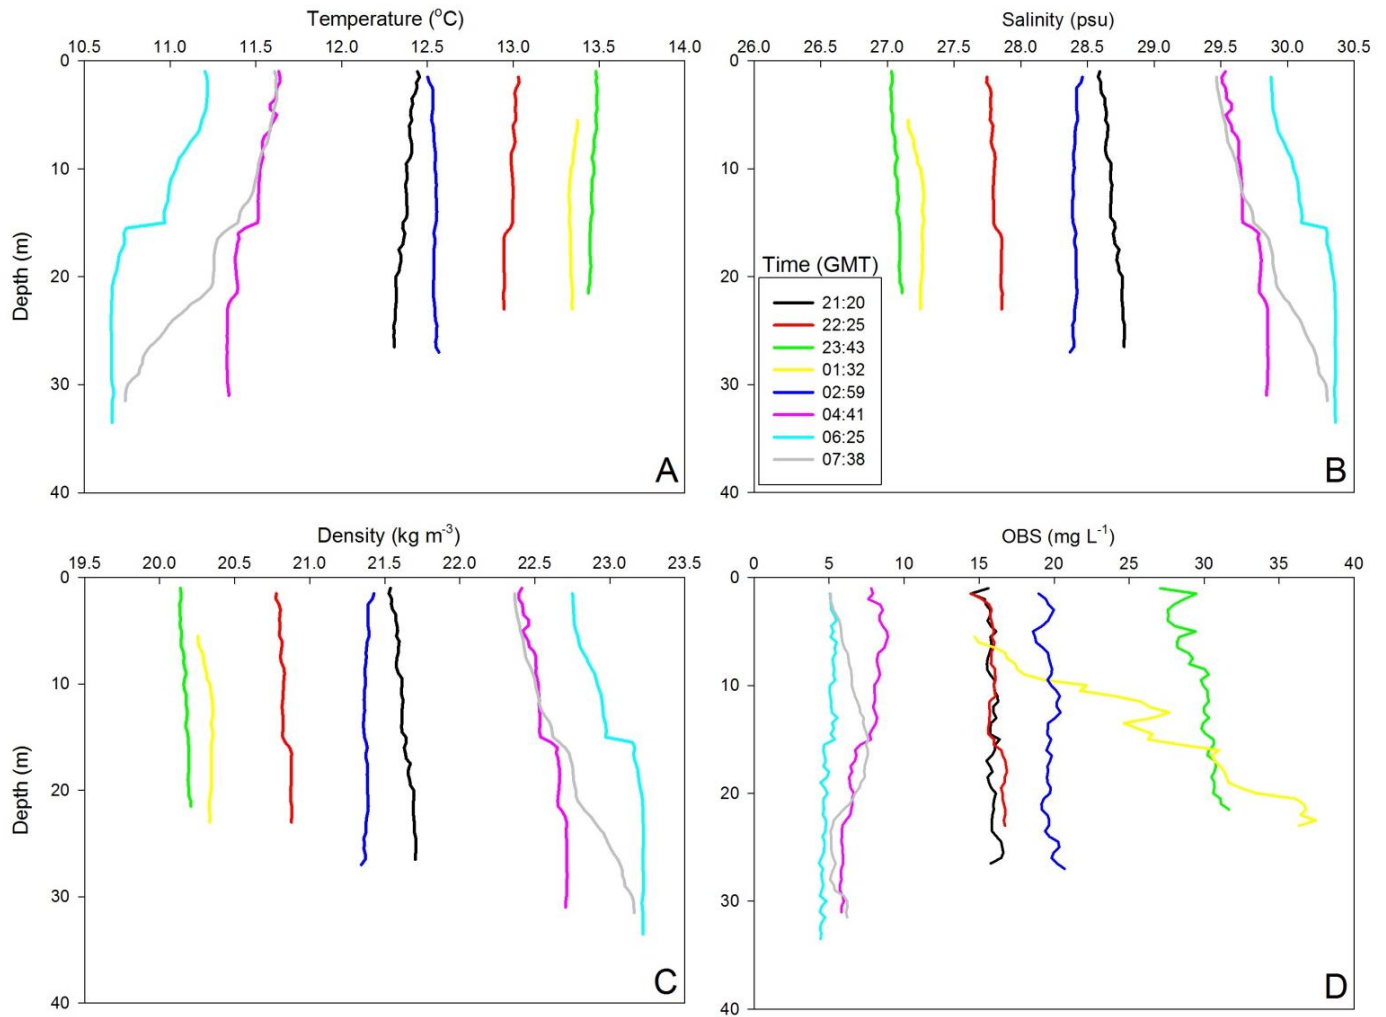 Temperature (°C)
10.5 11.0 11.5 12.0 12.5 13.0 13.5 14.0
0
10
20
30
40
Depth (m)
A
Salinity (psu)
26.0 26.5 27.0 27.5 28.0 28.5 29.0 29.5 30.0 30.5
0
10
20
30
40
Time (GMT)
21:20
22:25
23:43
01:32
02:59
04:41
06:25
07:38
B
Density (kg m⁻³)
19.5 20.0 20.5 21.0 21.5 22.0 22.5 23.0 23.5
0
10
20
30
40
Depth (m)
C
OBS (mg L⁻¹)
0 5 10 15 20 25 30 35 40
0
10
20
30
40
D